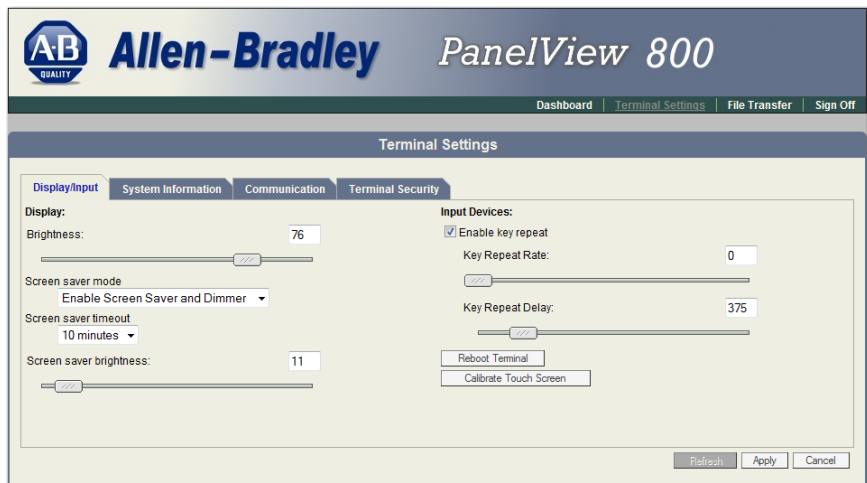 A·B
QUALITY
Allen-Bradley
PanelView 800
Dashboard | Terminal Settings | File Transfer | Sign Off
Terminal Settings
Display/Input
System Information
Communication
Terminal Security
Display:
Brightness:
76
Screen saver mode
Enable Screen Saver and Dimmer
Screen saver timeout
10 minutes
Screen saver brightness:
11
Input Devices:
Enable key repeat
Key Repeat Rate:
0
Key Repeat Delay:
375
Reboot Terminal
Calibrate Touch Screen
Refresh
Apply
Cancel